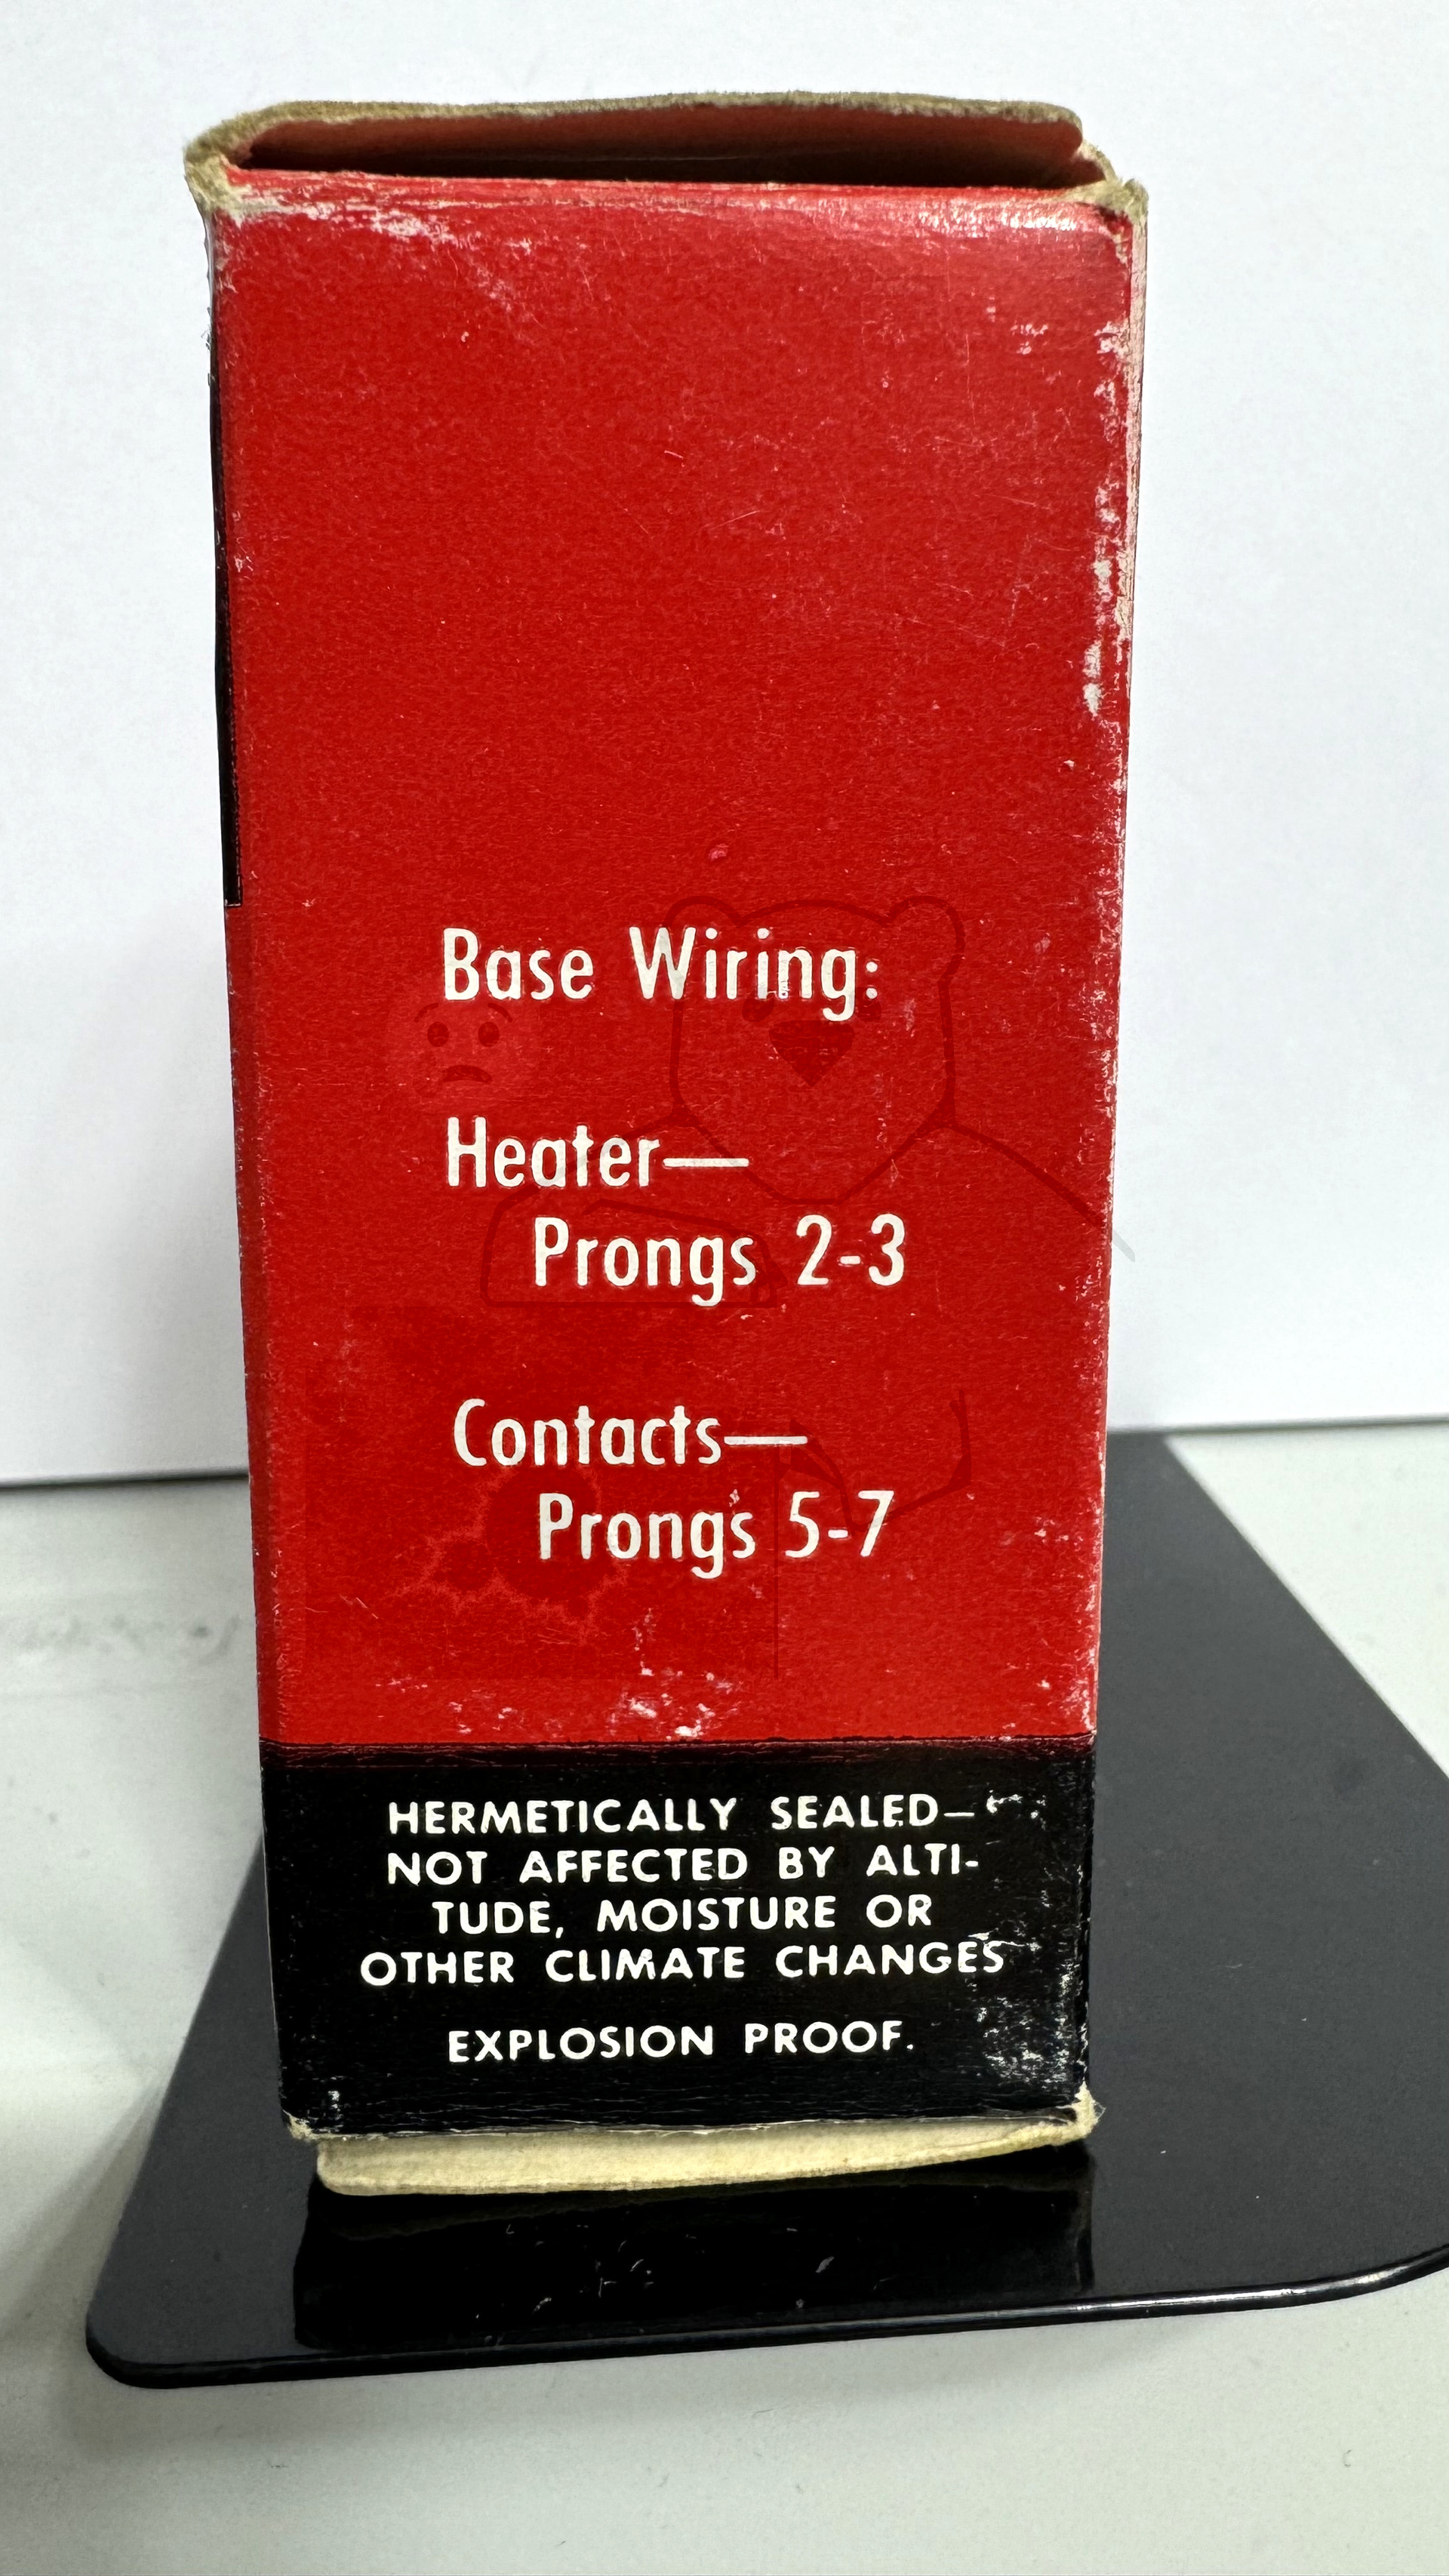 Base Wiring:
Heater—
Prongs 2-3
Contacts—
Prongs 5-7
HERMETICALLY SEALED—
NOT AFFECTED BY ALTI-
TUDE, MOISTURE OR
OTHER CLIMATE CHANGES
EXPLOSION PROOF.